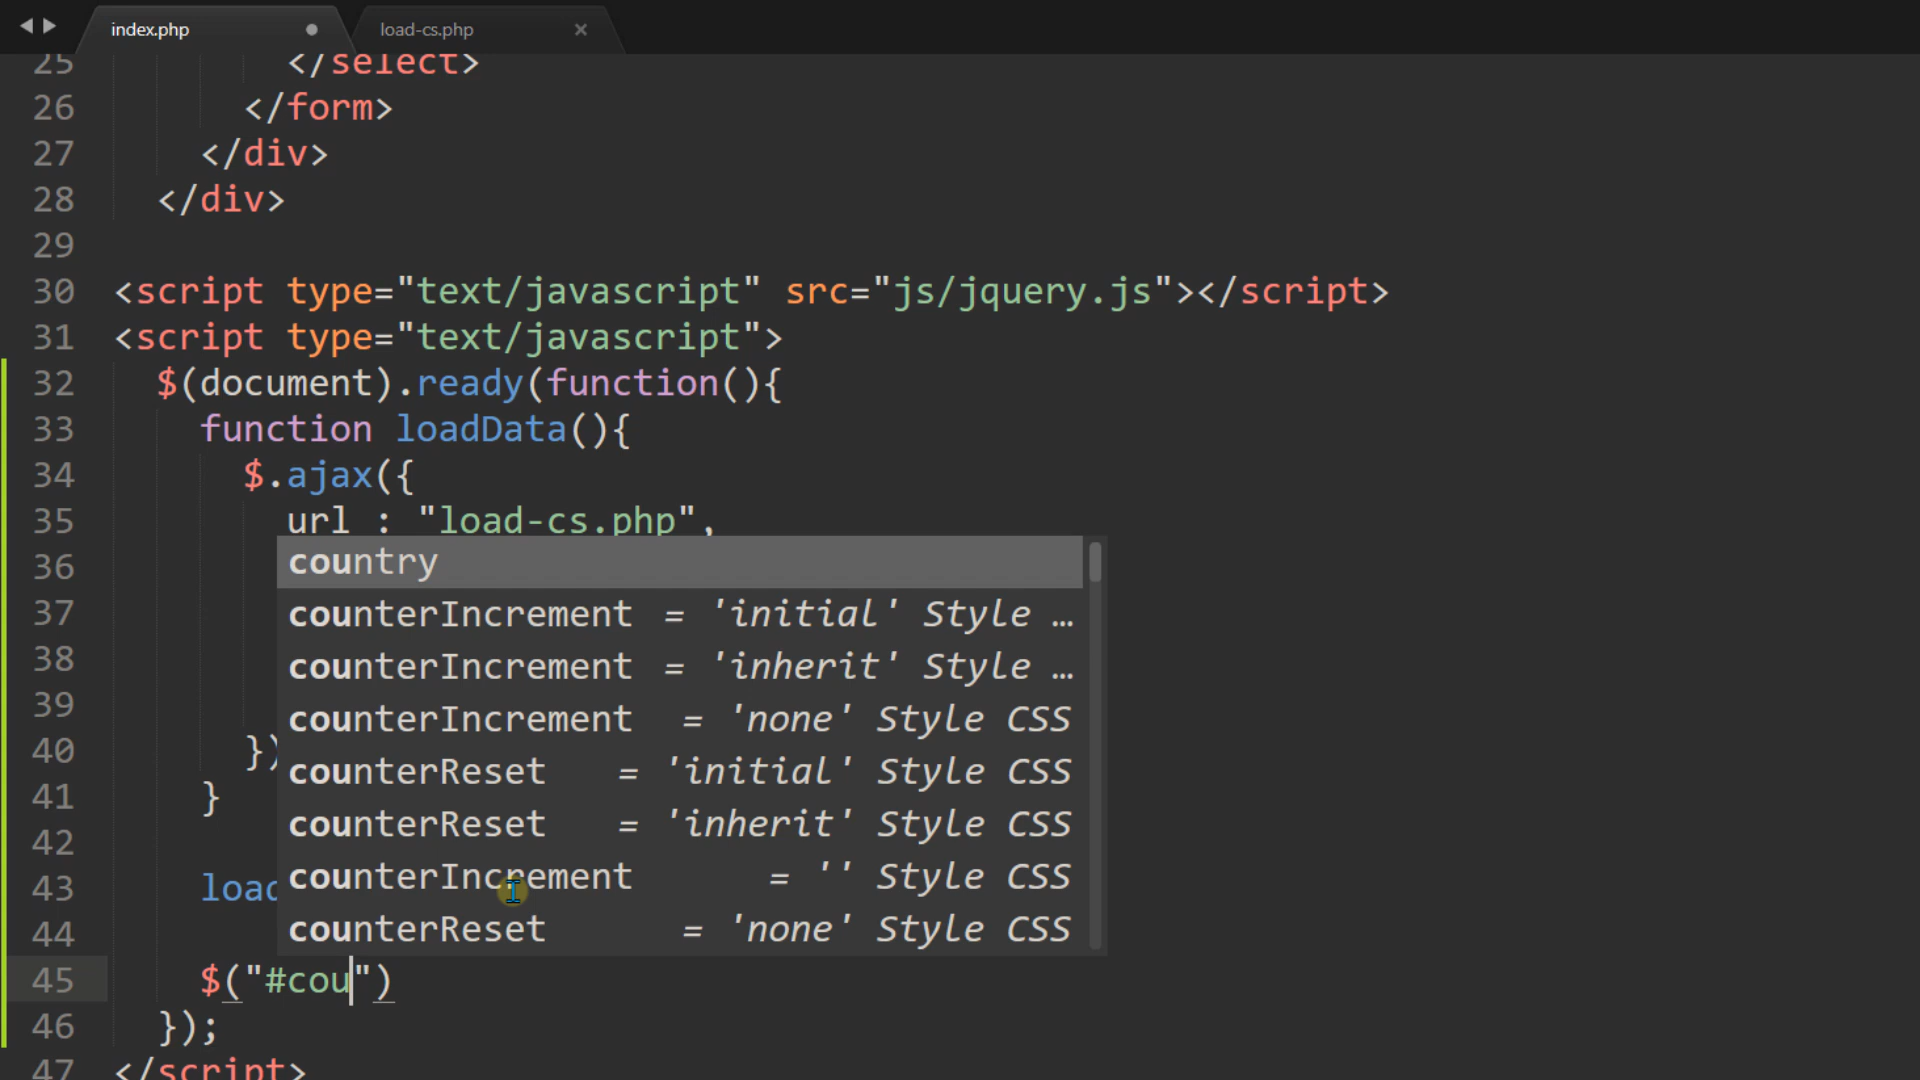 index.php load-cs.php
25 </select>
26 </form>
27 </div>
28 </div>
29
30 <script type="text/javascript" src="js/jquery.js"></script>
31 <script type="text/javascript">
32 $(document).ready(function(){
33 function loadData(){
34 $.ajax({
35 url : "load-cs.php",
36 country
37 counterIncrement = 'initial' Style …
38 counterIncrement = 'inherit' Style …
39 counterIncrement = 'none' Style CSS
40 }) counterReset = 'initial' Style CSS
41 } counterReset = 'inherit' Style CSS
42 counterIncrement = '' Style CSS
43 load
44 counterReset = 'none' Style CSS
45 $("#cou")
46 });
47 </script>